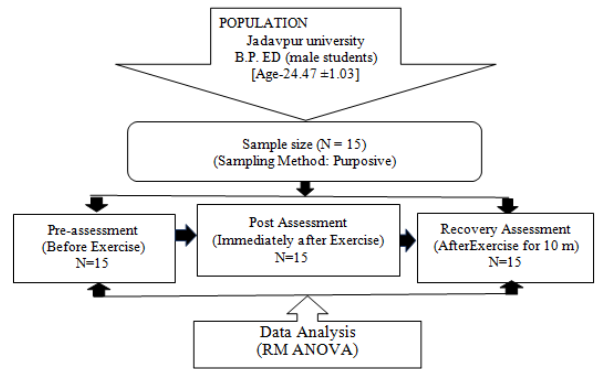 POPULATION
Jadavpur university
B.P. ED (male students)
[Age-24.47 ±1.03]
Sample size (N = 15)
(Sampling Method: Purposive)
Pre-assessment
(Before Exercise)
N=15
Post Assessment
(Immediately after Exercise)
N=15
Recovery Assessment
(AfterExercise for 10 m)
N=15
Data Analysis
(RM ANOVA)